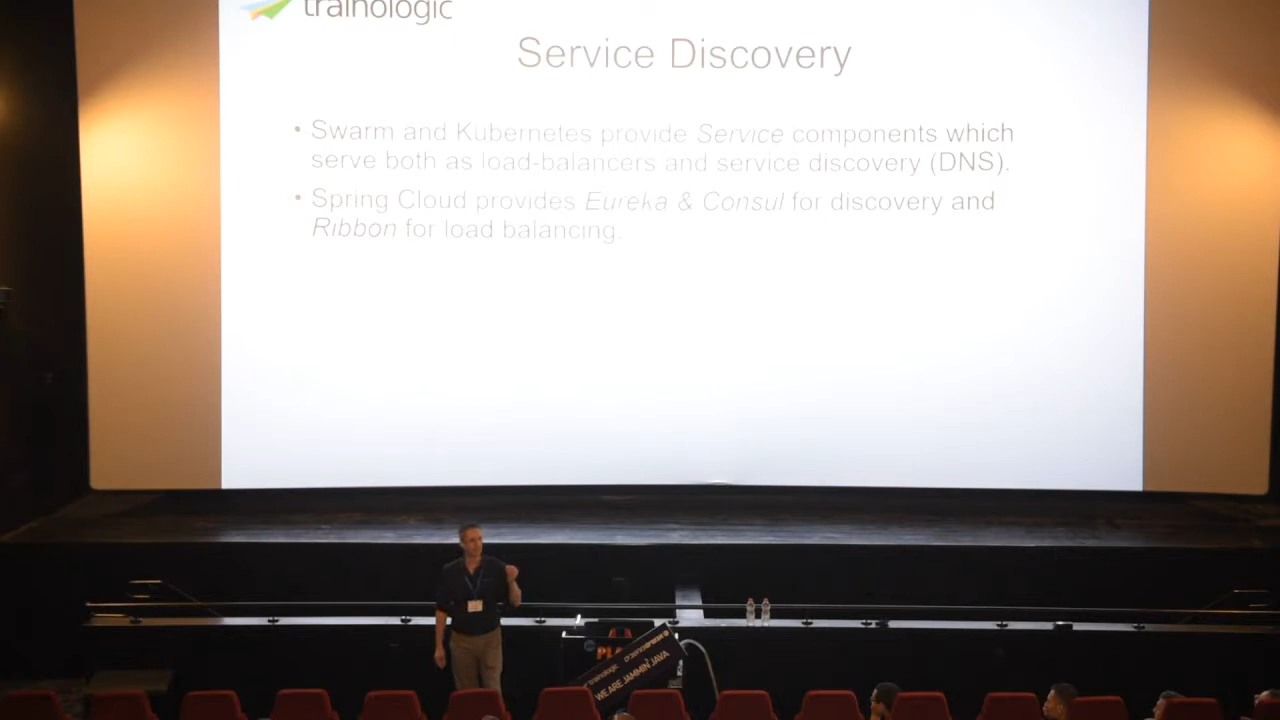 trainologic
Service Discovery
• Swarm and Kubernetes provide Service components which
serve both as load-balancers and service discovery (DNS).
• Spring Cloud provides Eureka & Consul for discovery and
Ribbon for load balancing.
trainologic
WE ARE JAMMIN' JAVA